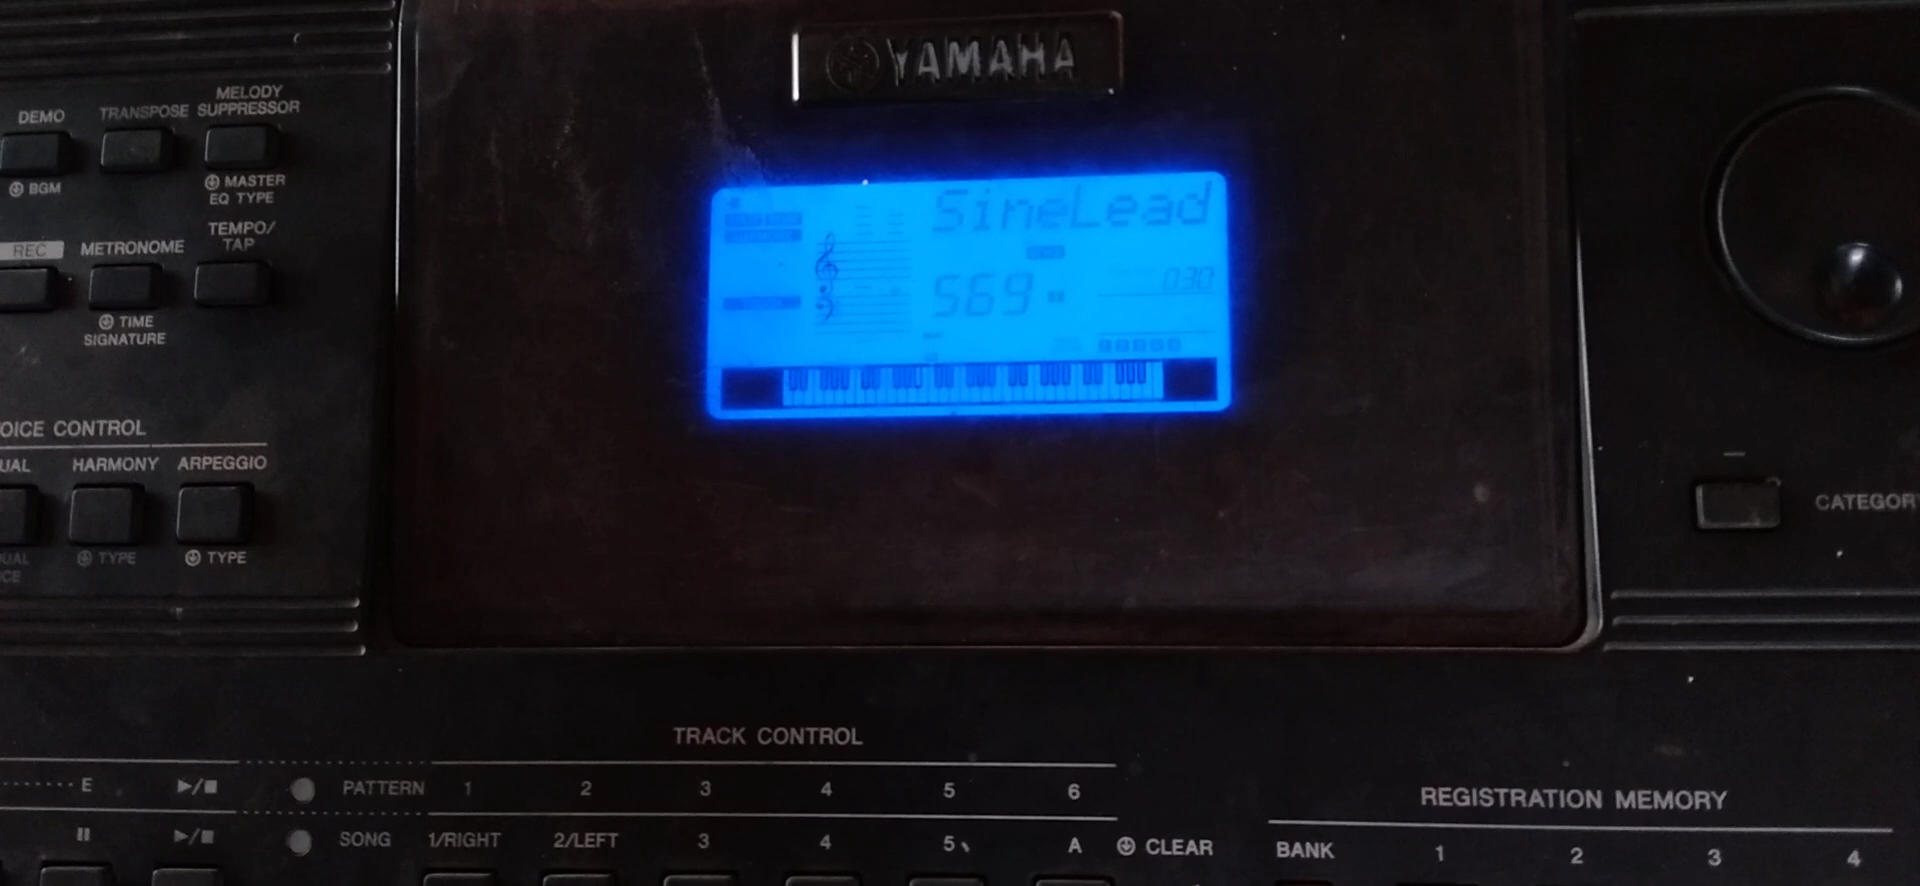 YAMAHA
DEMO
TRANSPOSE
MELODY
SUPPRESSOR
BGM
MASTER
EQ TYPE
SineLead
569
030
REC
METRONOME
TEMPO/
TAP
TIME
SIGNATURE
OICE CONTROL
UAL
HARMONY
ARPEGGIO
UAL
CE
TYPE
TYPE
CATEGOR
TRACK CONTROL
E
PATTERN 1 2 3 4 5 6
SONG 1/RIGHT 2/LEFT 3 4 5 A CLEAR
REGISTRATION MEMORY
BANK 1 2 3 4